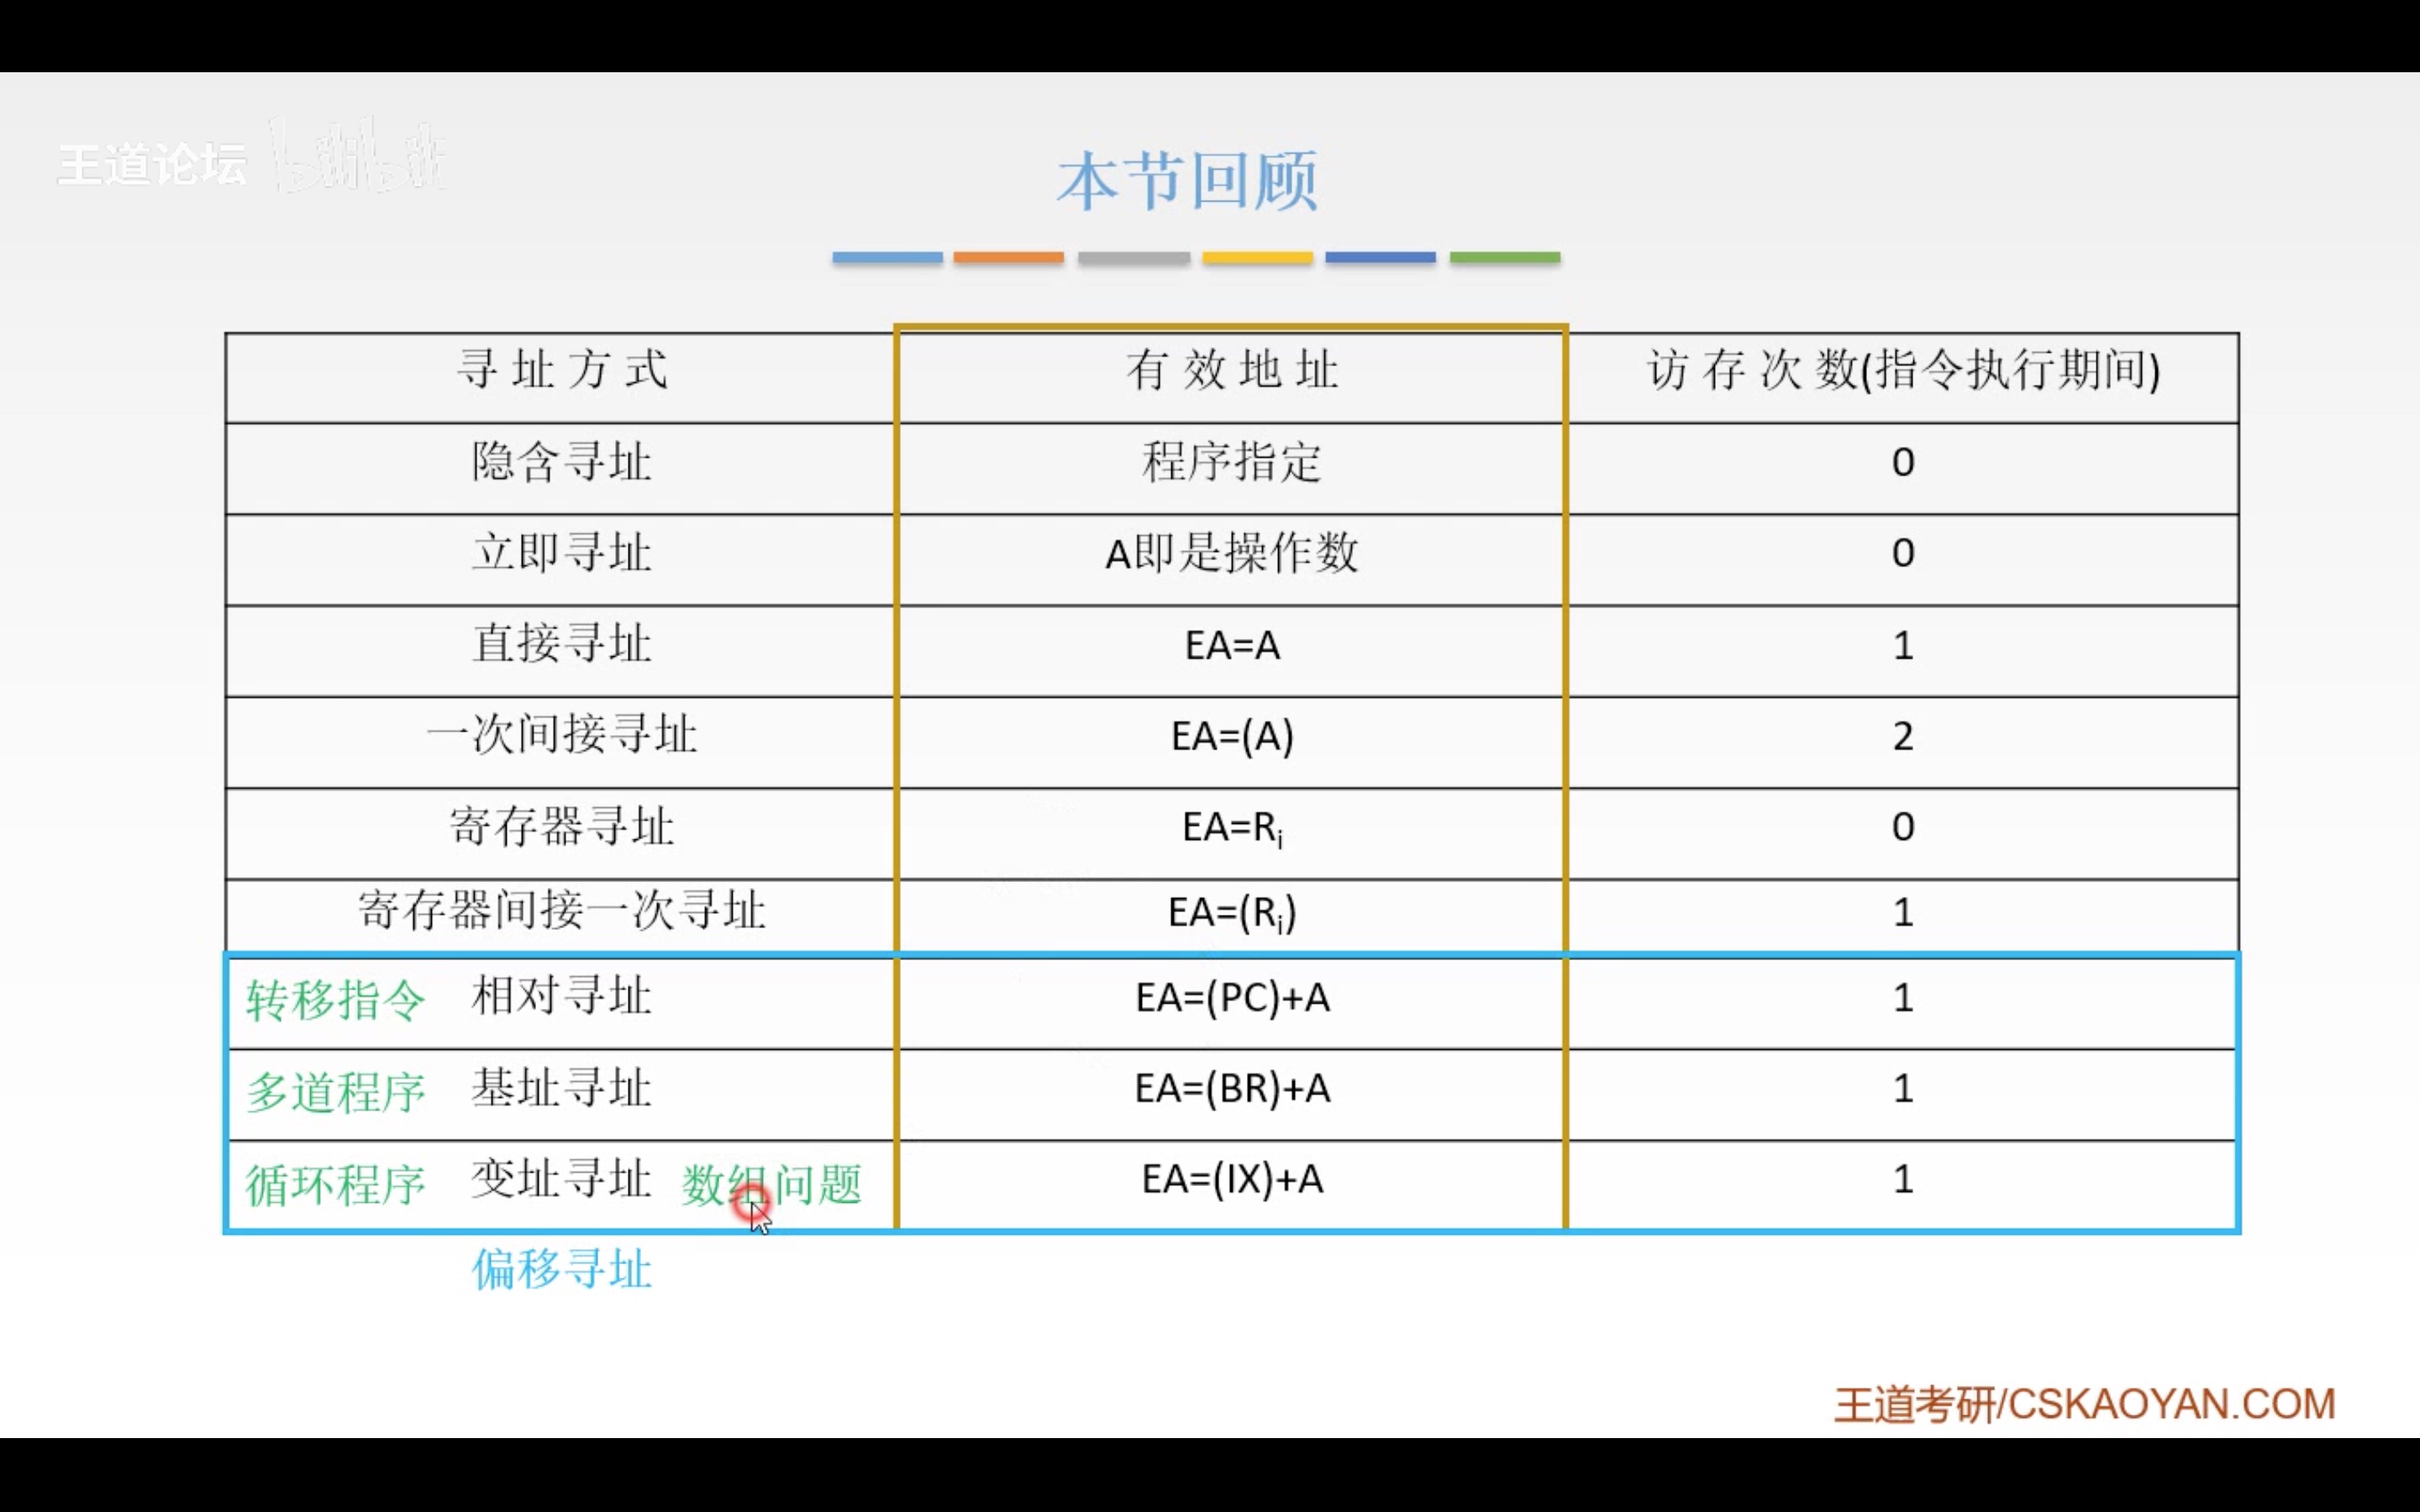 王道论坛 bilibili
本节回顾
寻址方式 有效地址 访存次数(指令执行期间)
隐含寻址 程序指定 0
立即寻址 A即是操作数 0
直接寻址 EA=A 1
一次间接寻址 EA=(A) 2
寄存器寻址 EA=Rᵢ 0
寄存器间接一次寻址 EA=(Rᵢ) 1
转移指令 相对寻址 EA=(PC)+A 1
多道程序 基址寻址 EA=(BR)+A 1
循环程序 变址寻址 数组问题 EA=(IX)+A 1
偏移寻址
王道考研/CSKAOYAN.COM